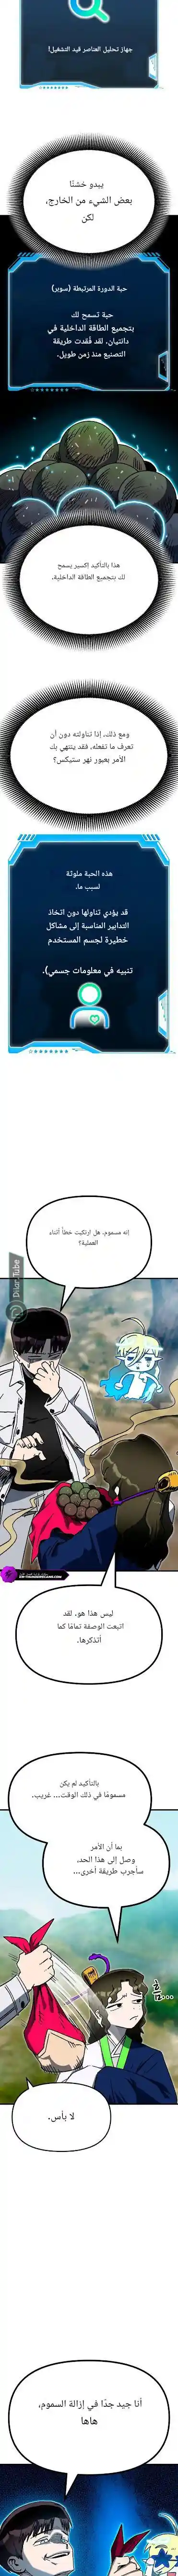 جهاز تحليل العناصر قيد التشغيل!
يبدو خشنًا
بعض الشيء من الخارج،
لكن
حبة الدورة المرتبطة (سوبر)
حبة تسمح لك
بتجميع الطاقة الداخلية في
دانتيان. لقد فُقدت طريقة
التصنيع منذ زمن طويل.
هذا بالتأكيد إكسير يسمح
لك بتجميع الطاقة الداخلية.
ومع ذلك، إذا تناولته دون أن
تعرف ما تفعله، فقد ينتهي بك
الأمر بعبور نهر ستيكس؟
هذه الحبة ملوثة
لسبب ما.
قد يؤدي تناولها دون اتخاذ
التدابير المناسبة إلى مشاكل
خطيرة لجسم المستخدم
تنبيه في معلومات جسمي).
إنه مسموم، هل ارتكبت خطأً أثناء
العملية؟
Dilar.Tube
ليس هذا هو. لقد
اتبعت الوصفة تمامًا كما
أتذكرها.
بالتأكيد لم يكن
مسمومًا في ذلك الوقت... غريب.
بما أن الأمر
وصل إلى هذا الحد،
سأجرب طريقة أخرى...
لا بأس.
أنا جيد جدًا في إزالة السموم،
هاها